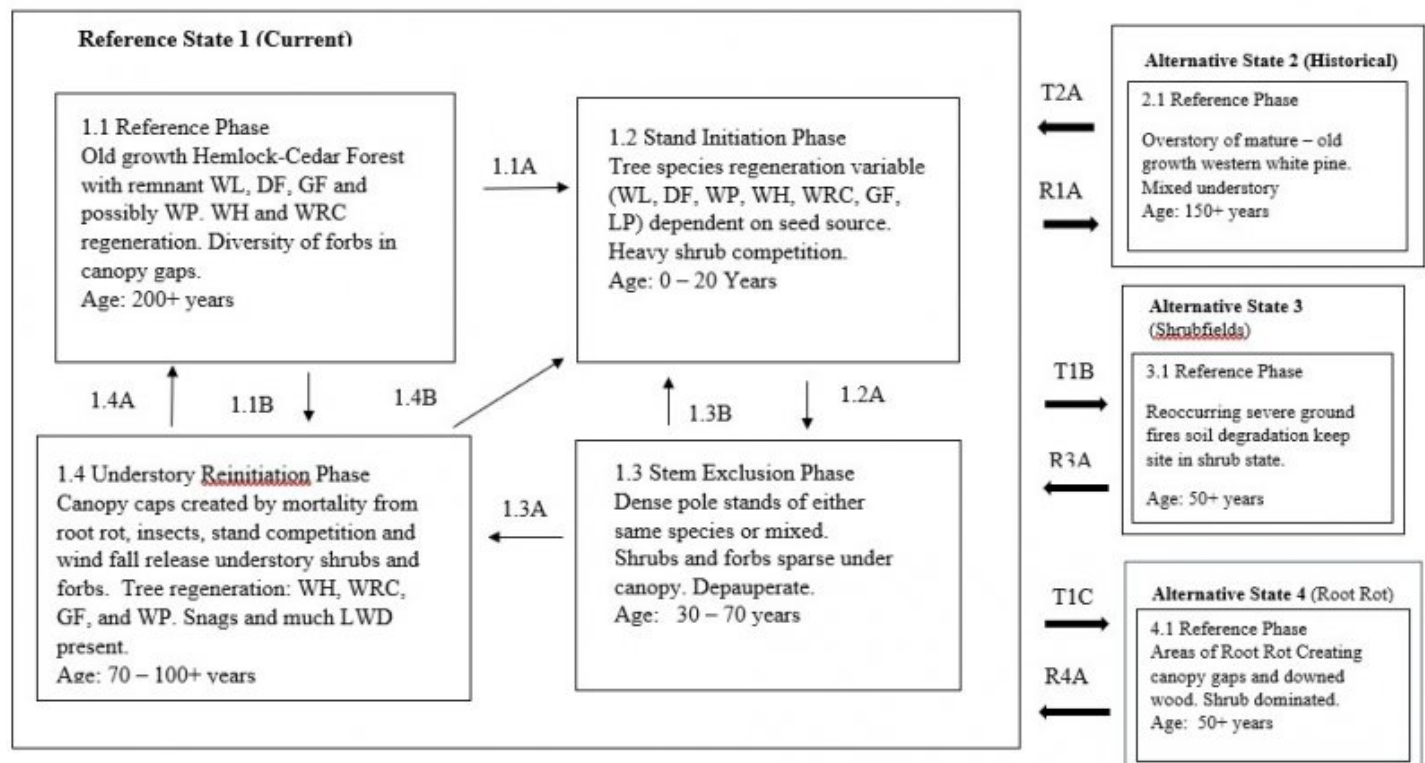 Reference State 1 (Current)
1.1 Reference Phase
Old growth Hemlock-Cedar Forest
with remnant WL, DF, GF and
possibly WP. WH and WRC
regeneration. Diversity of forbs in
canopy gaps.
Age: 200+ years
1.1A
1.2 Stand Initiation Phase
Tree species regeneration variable
(WL, DF, WP, WH, WRC, GF,
LP) dependent on seed source.
Heavy shrub competition.
Age: 0 – 20 Years
1.4A
1.1B
1.4B
1.3B
1.2A
1.4 Understory Reinitiation Phase
Canopy caps created by mortality from
root rot, insects, stand competition and
wind fall release understory shrubs and
forbs. Tree regeneration: WH, WRC,
GF, and WP. Snags and much LWD
present.
Age: 70 – 100+ years
1.3A
1.3 Stem Exclusion Phase
Dense pole stands of either
same species or mixed.
Shrubs and forbs sparse under
canopy. Depauperate.
Age: 30 – 70 years
T2A
R1A
Alternative State 2 (Historical)
2.1 Reference Phase
Overstory of mature – old
growth western white pine.
Mixed understory
Age: 150+ years
T1B
R3A
Alternative State 3
(Shrubfields)
3.1 Reference Phase
Reoccurring severe ground
fires soil degradation keep
site in shrub state.
Age: 50+ years
T1C
R4A
Alternative State 4 (Root Rot)
4.1 Reference Phase
Areas of Root Rot Creating
canopy gaps and downed
wood. Shrub dominated.
Age: 50+ years